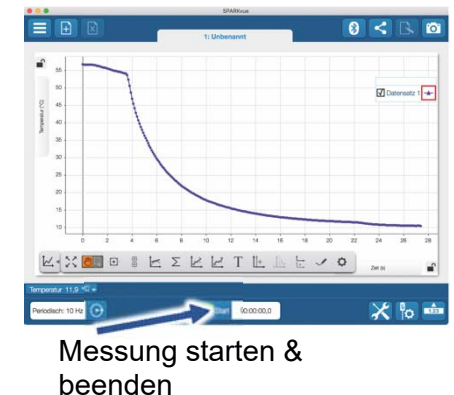 SPARKvue
1: Unbenannt
Temperatur (°C)
55
50
45
40
35
30
25
20
15
10
Datensatz 1
0 2 4 6 8 10 12 14 16 18 20 22 24 26 28
Σ T
Zeit (s)
Temperatur 11,9 °C
Periodisch: 10 Hz
Start
00:00:00,0
1.23
Messung starten &
beenden